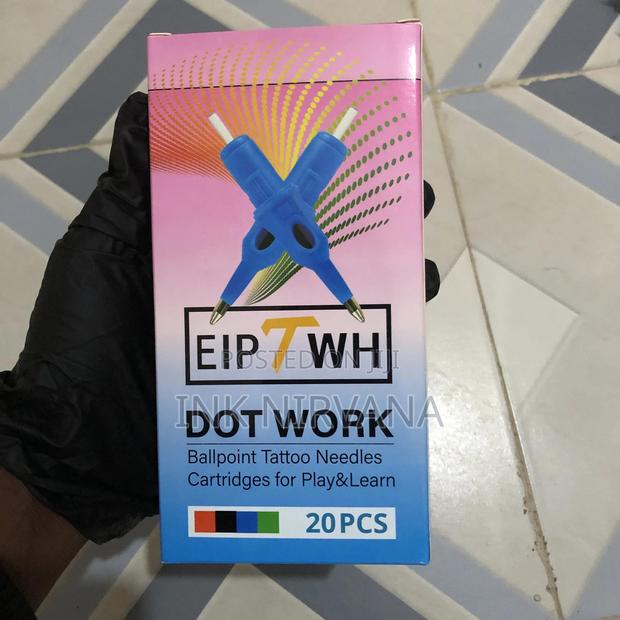 EIPTWH
POSTED ON JIJI
INK NIRVANA
DOT WORK
Ballpoint Tattoo Needles
Cartridges for Play&Learn
20PCS